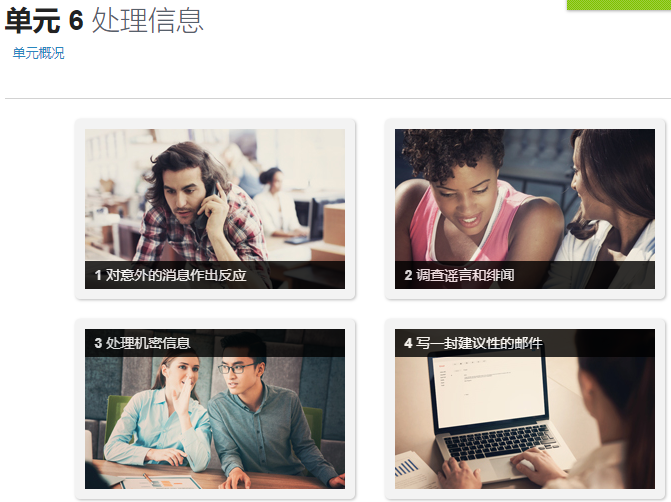 单元 6 处理信息
单元概况
1 对意外的消息作出反应
2 调查谣言和绯闻
3 处理机密信息
4 写一封建议性的邮件